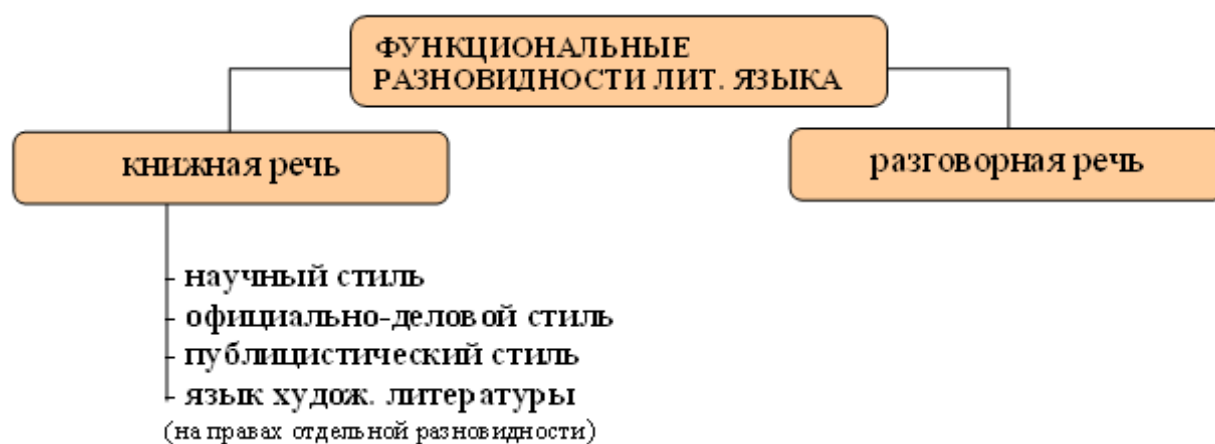 ФУНКЦИОНАЛЬНЫЕ
РАЗНОВИДНОСТИ ЛИТ. ЯЗЫКА
книжная речь
разговорная речь
- научный стиль
- официально-деловой стиль
- публицистический стиль
- язык худож. литературы
(на правах отдельной разновидности)